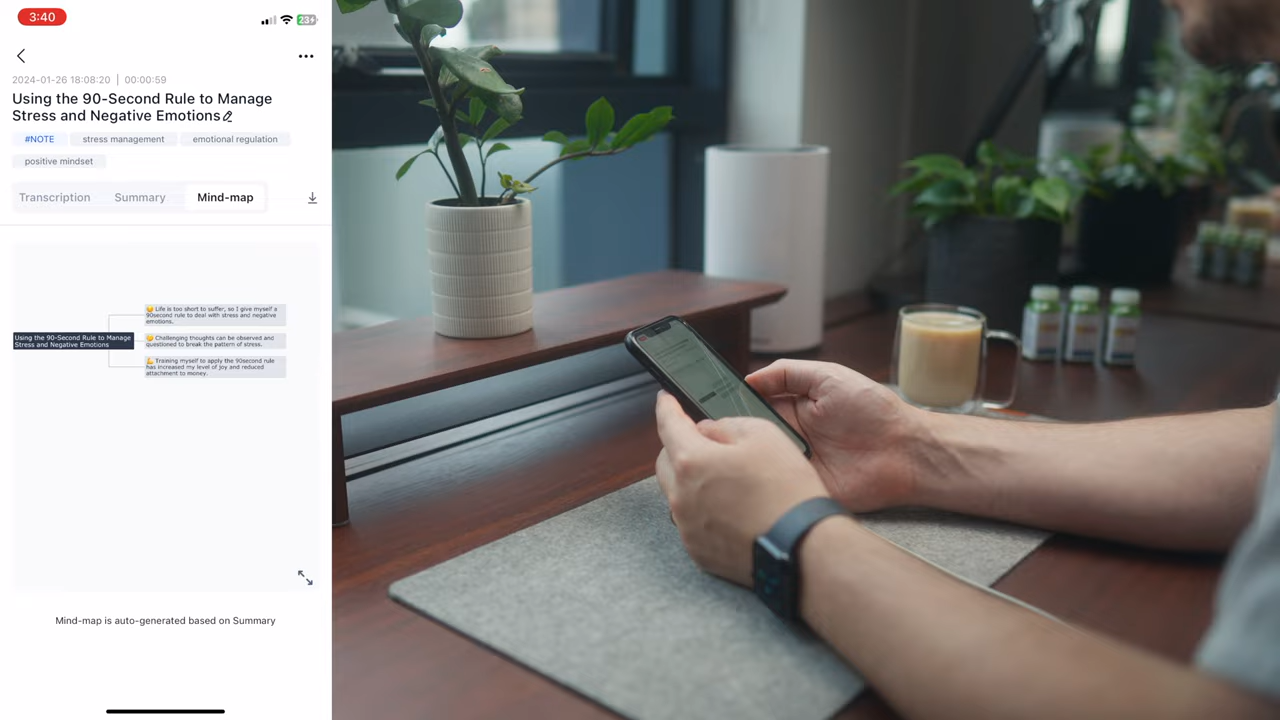 3:40
23
2024-01-26 18:08:20 | 00:00:59
Using the 90-Second Rule to Manage
Stress and Negative Emotions
#NOTE
stress management
emotional regulation
positive mindset
Transcription
Summary
Mind-map
Using the 90-Second Rule to Manage
Stress and Negative Emotions
😔 Life is too short to suffer, so I give myself a
90second rule to deal with stress and negative
emotions.
🤔 Challenging thoughts can be observed and
questioned to break the pattern of stress.
💪 Training myself to apply the 90second rule
has increased my level of joy and reduced
attachment to money.
Mind-map is auto-generated based on Summary